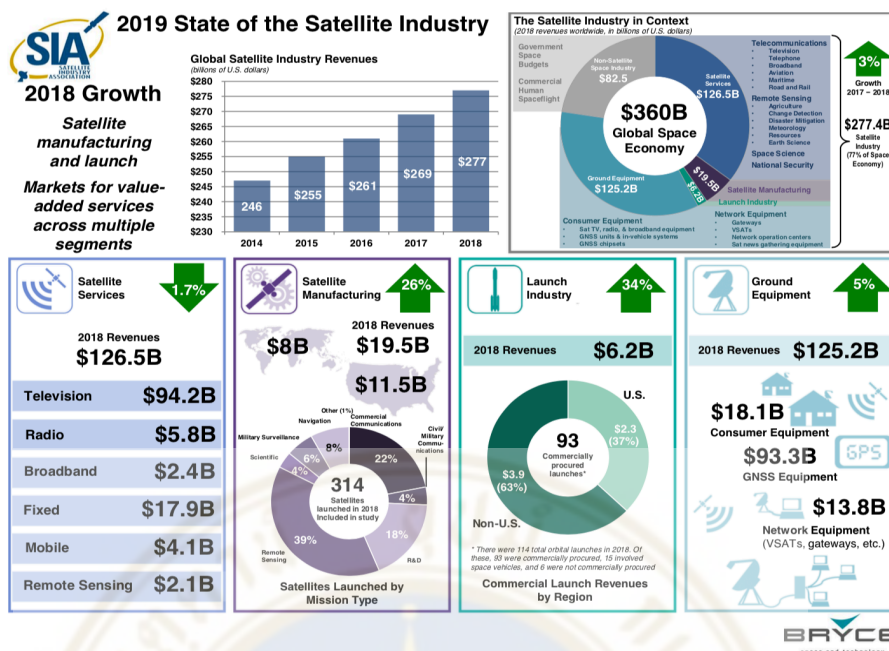 SIA
SATELLITE
INDUSTRY
ASSOCIATION
2019 State of the Satellite Industry
2018 Growth
Satellite
manufacturing
and launch
Markets for value-
added services
across multiple
segments
Global Satellite Industry Revenues
(billions of U.S. dollars)
$280
$275
$270
$265
$260
$255
$250
$245
$240
$235
$230
246
$255
$261
$269
$277
2014
2015
2016
2017
2018
The Satellite Industry in Context
(2018 revenues worldwide, in billions of U.S. dollars)
Government
Space
Budgets
Commercial
Human
Spaceflight
Non-Satellite
Space Industry
$82.5
Satellite
Services
$126.5B
$360B
Global Space
Economy
Ground Equipment
$125.2B
$19.5B
$6.2B
Telecommunications
• Television
• Telephone
• Broadband
• Aviation
• Maritime
• Road and Rail
Remote Sensing
• Agriculture
• Change Detection
• Disaster Mitigation
• Meteorology
• Resources
• Earth Science
Space Science
National Security
Satellite Manufacturing
Launch Industry
Consumer Equipment
• Sat TV, radio, & broadband equipment
• GNSS units & in-vehicle systems
• GNSS chipsets
Network Equipment
• Gateways
• VSATs
• Network operation centers
• Sat news gathering equipment
3%
Growth
2017 – 2018
$277.4B
Satellite
Industry
(77% of Space
Economy)
Satellite
Services
1.7%
2018 Revenues
$126.5B
Television $94.2B
Radio $5.8B
Broadband $2.4B
Fixed $17.9B
Mobile $4.1B
Remote Sensing $2.1B
Satellite
Manufacturing
26%
2018 Revenues
$19.5B
$8B
$11.5B
Other (1%)
Commercial
Communications
Navigation
Civil/
Military
Commu-
nications
Military Surveillance
Scientific
8%
6%
4%
22%
4%
18%
39%
314
Satellites
launched in 2018
Included in study
Remote
Sensing
R&D
Satellites Launched by
Mission Type
Launch
Industry
34%
2018 Revenues $6.2B
U.S.
$2.3
(37%)
93
Commercially
procured
launches*
$3.9
(63%)
Non-U.S.
* There were 114 total orbital launches in 2018. Of
these, 93 were commercially procured, 15 involved
space vehicles, and 6 were not commercially procured
Commercial Launch Revenues
by Region
Ground
Equipment
5%
2018 Revenues $125.2B
$18.1B
Consumer Equipment
$93.3B
GNSS Equipment
GPS
$13.8B
Network Equipment
(VSATs, gateways, etc.)
BRYCE